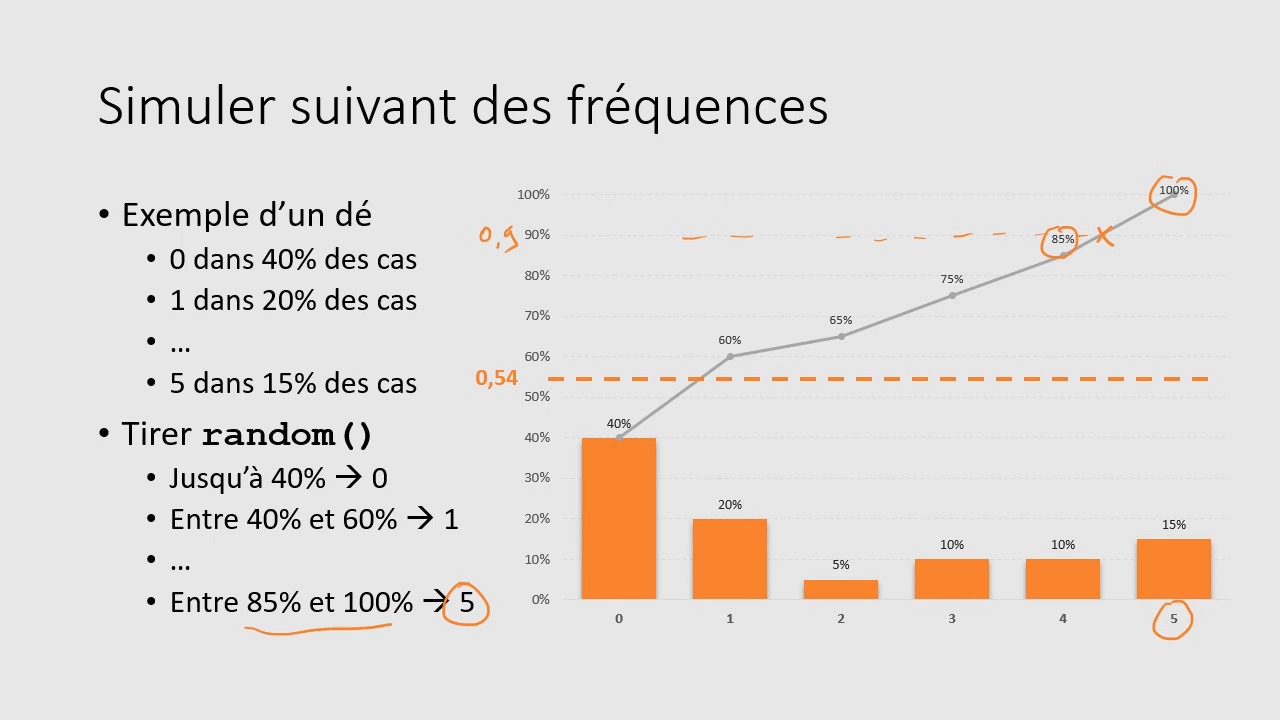 Simuler suivant des fréquences
• Exemple d'un dé
• 0 dans 40% des cas
• 1 dans 20% des cas
• ...
• 5 dans 15% des cas
• Tirer random()
• Jusqu'à 40% → 0
• Entre 40% et 60% → 1
• ...
• Entre 85% et 100% → 5
100%
0,9
90%
80%
70%
60%
0,54
50%
40%
30%
20%
10%
0%
40%
60%
65%
75%
85%
100%
20%
5%
10%
10%
15%
0 1 2 3 4 5